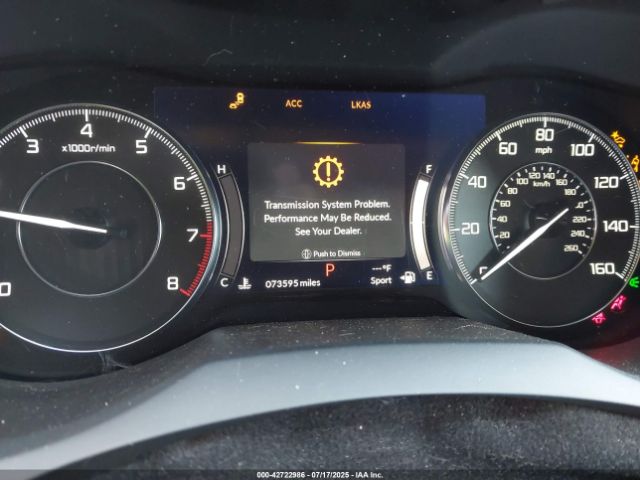 ACC LKAS
3 4 5 6 7 8 0
x1000r/min
H F
Transmission System Problem.
Performance May Be Reduced.
See Your Dealer.
Push to Dismiss
P
C 073595 miles ---°F Sport E
20 40 60 80 100 120 140 160
mph
20 40 60 80 100 120 140 160 180 220 240 260
km/h
000-42722986 | 07/17/2025 | IAA Inc.